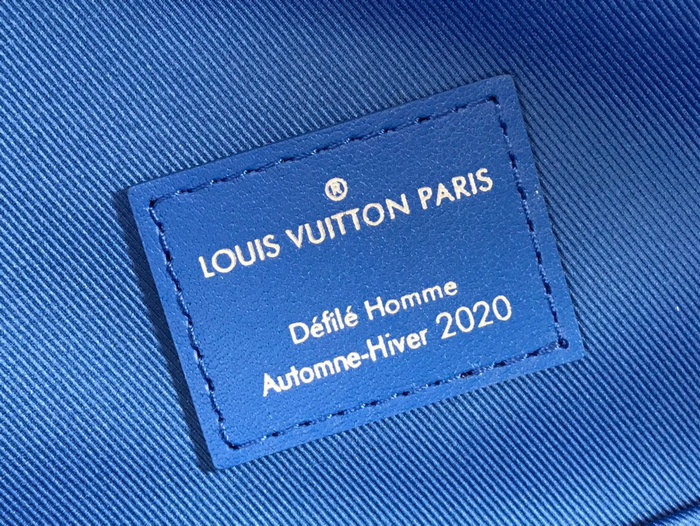 ®
LOUIS VUITTON PARIS
Défilé Homme
Automne-Hiver 2020